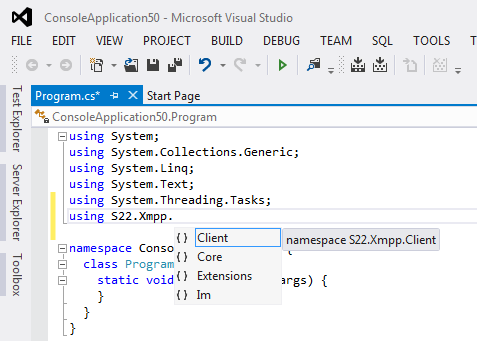 ConsoleApplication50 - Microsoft Visual Studio
FILE EDIT VIEW PROJECT BUILD DEBUG TEAM SQL TOOLS
Program.cs* Start Page
ConsoleApplication50.Program
Test Explorer
Server Explorer
Toolbox
using System;
using System.Collections.Generic;
using System.Linq;
using System.Text;
using System.Threading.Tasks;
using S22.Xmpp.
{ } Client namespace S22.Xmpp.Client
{ } Core
{ } Extensions
{ } Im
namespace Conso {
class Program
static void args) {
}
}
}